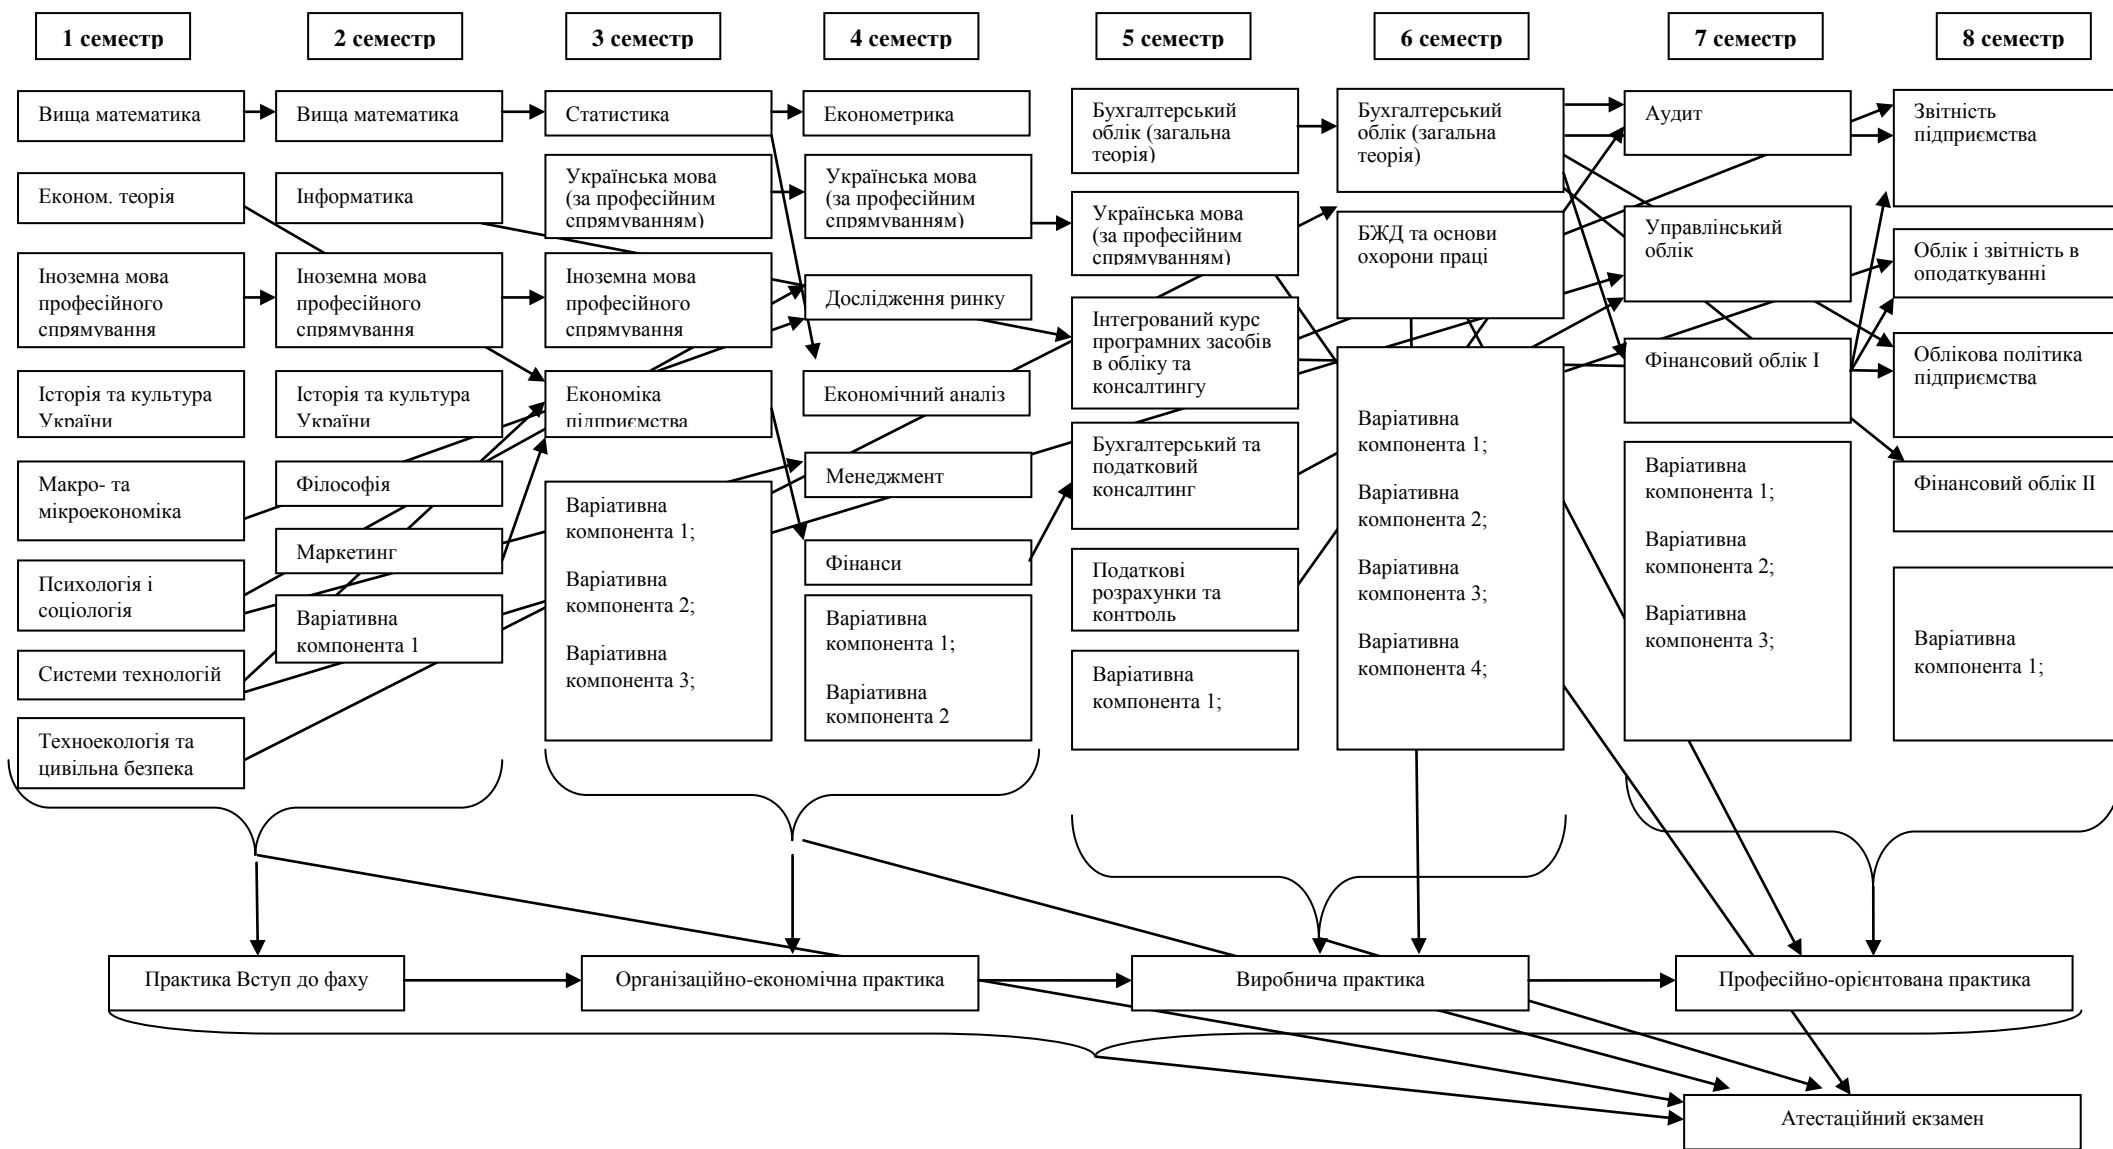 1 семестр
2 семестр
3 семестр
4 семестр
5 семестр
6 семестр
7 семестр
8 семестр
Вища математика
Економ. теорія
Іноземна мова
професійного
спрямування
Історія та культура
України
Макро- та
мікроекономіка
Психологія і
соціологія
Системи технологій
Техноекологія та
цивільна безпека
Вища математика
Інформатика
Іноземна мова
професійного
спрямування
Історія та культура
України
Філософія
Маркетинг
Варіативна
компонента 1
Статистика
Українська мова
(за професійним
спрямуванням)
Іноземна мова
професійного
спрямування
Економіка
підприємства
Варіативна
компонента 1;
Варіативна
компонента 2;
Варіативна
компонента 3;
Економетрика
Українська мова
(за професійним
спрямуванням)
Дослідження ринку
Економічний аналіз
Менеджмент
Фінанси
Варіативна
компонента 1;
Варіативна
компонента 2
Бухгалтерський
облік (загальна
теорія)
Українська мова
(за професійним
спрямуванням)
Інтегрований курс
програмних засобів
в обліку та
консалтингу
Бухгалтерський та
податковий
консалтинг
Податкові
розрахунки та
контроль
Варіативна
компонента 1;
Бухгалтерський
облік (загальна
теорія)
БЖД та основи
охорони праці
Варіативна
компонента 1;
Варіативна
компонента 2;
Варіативна
компонента 3;
Варіативна
компонента 4;
Аудит
Управлінський
облік
Фінансовий облік I
Варіативна
компонента 1;
Варіативна
компонента 2;
Варіативна
компонента 3;
Звітність
підприємства
Облік і звітність в
оподаткуванні
Облікова політика
підприємства
Фінансовий облік II
Варіативна
компонента 1;
Практика Вступ до фаху
Організаційно-економічна практика
Виробнича практика
Професійно-орієнтована практика
Атестаційний екзамен